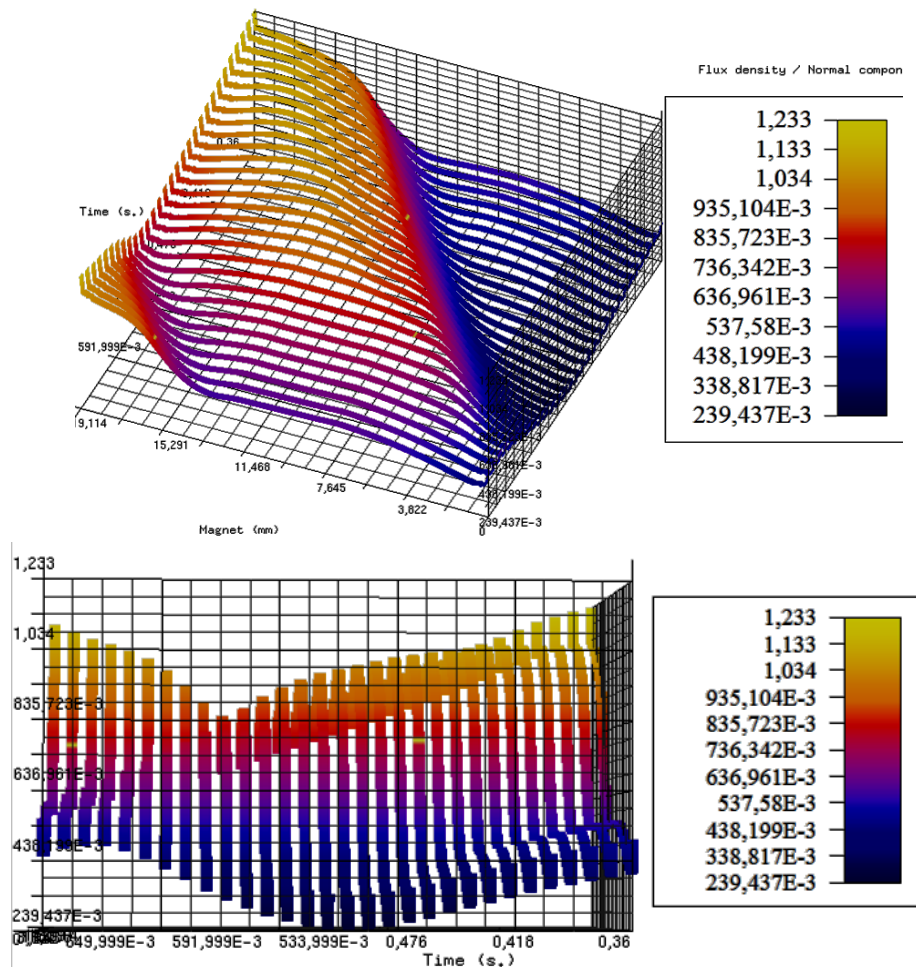 Flux density / Normal compon
1,233
1,133
1,034
935,104E-3
835,723E-3
736,342E-3
636,961E-3
537,58E-3
438,199E-3
338,817E-3
239,437E-3
0,36
Time (s.)
591,999E-3
9,114
15,291
11,468
7,645
3,822
438,199E-3
239,437E-3
0
Magnet (mm)
1,233
1,034
835,723E-3
636,961E-3
438,199E-3
239,437E-3
649,999E-3
591,999E-3
533,999E-3
0,476
0,418
0,36
Time (s.)
1,233
1,133
1,034
935,104E-3
835,723E-3
736,342E-3
636,961E-3
537,58E-3
438,199E-3
338,817E-3
239,437E-3